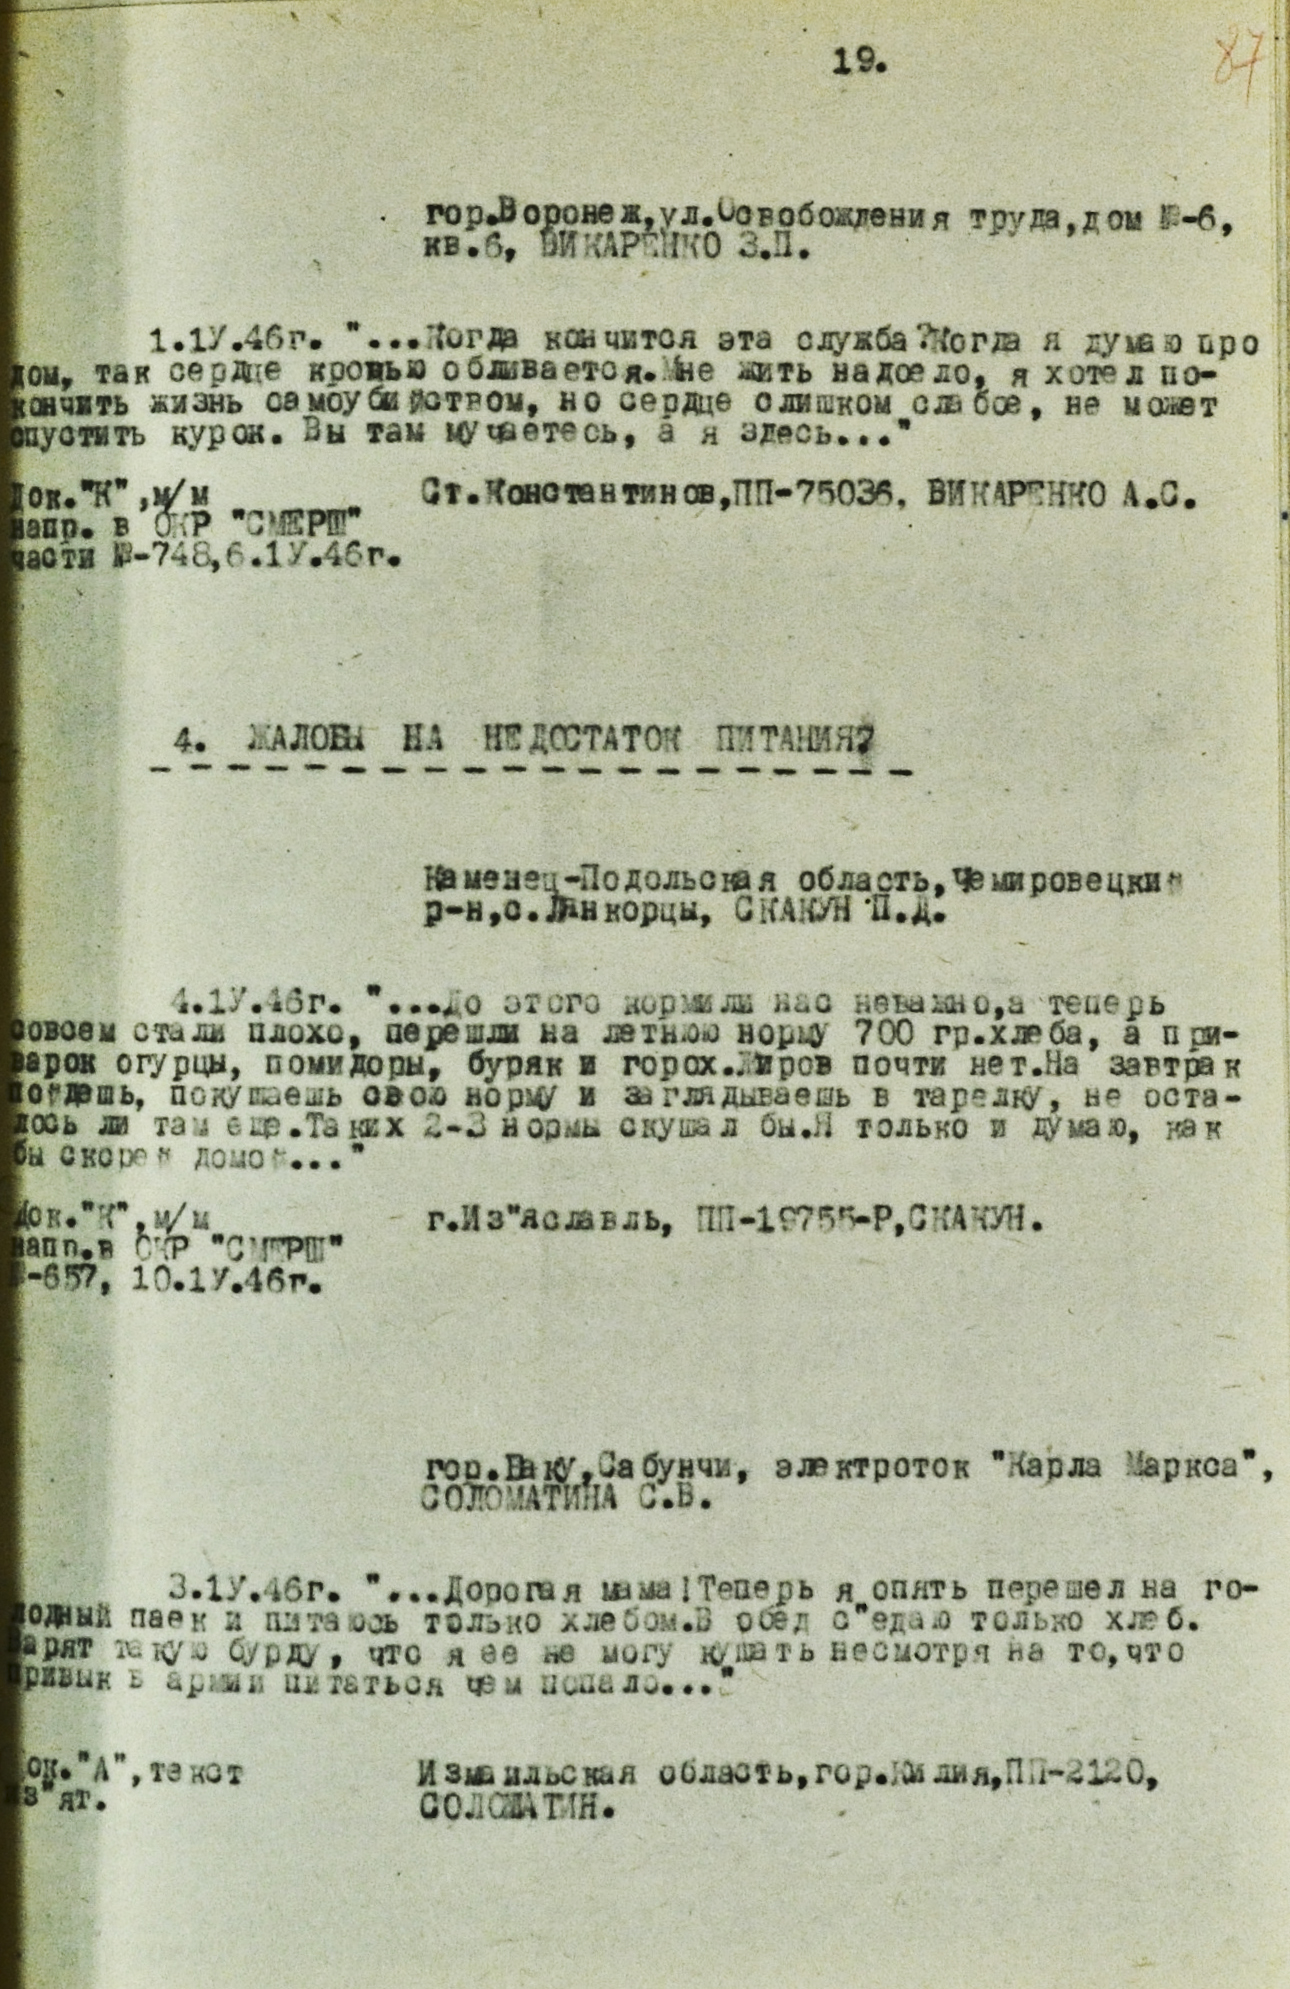 19.
87
гор.Воронеж,ул.Освобождения труда,дом №-6,
кв.6, ВИКАРЕНКО З.П.
1.1У.46г. "...Когда кончится эта служба?Когда я думаю про
дом, так сердце кровью обливается.Мне жить надоело, я хотел по-
кончить жизнь самоубийством, но сердце слишком слабое, не может
спустить курок. Вы там мучаетесь, а я здесь..."
Док."К",м/м
Ст.Константинов,ПП-75036. ВИКАРЕНКО А.С.
напр. в ОКР "СМЕРШ"
части №-748,6.1У.46г.
4. ЖАЛОБЫ НА НЕДОСТАТОК ПИТАНИЯ?
Каменец-Подольская область,Чемировецкий
р-н,с.Ланкорцы, СКАКУН П.Д.
4.1У.46г. "...До этого кормили нас неважно,а теперь
совсем стали плохо, перешли на летнюю норму 700 гр.хлеба, а при-
варок огурцы, помидоры, буряк и горох.Жиров почти нет.На завтрак
пойдешь, покушаешь свою норму и заглядываешь в тарелку, не оста-
лось ли там еще.Таких 2-3 нормы скушал бы.Я только и думаю, как
бы скорей домой..."
Док."К",м/м
г.Из"яславль, ПП-19755-Р,СКАКУН.
напр.в ОКР "СМЕРШ"
№-657, 10.1У.46г.
гор.Баку,Сабунчи, электроток "Карла Маркса",
СОЛОМАТИНА С.В.
3.1У.46г. "...Дорогая мама!Теперь я опять перешел на го-
лодный паек и питаюсь только хлебом.В обед с"едаю только хлеб.
Варят такую бурду, что я ее не могу кушать несмотря на то,что
привык в армии питаться чем попало..."
Док."А",текст
Измаильская область,гор.Килия,ПП-2120,
из"ят.
СОЛОМАТИН.